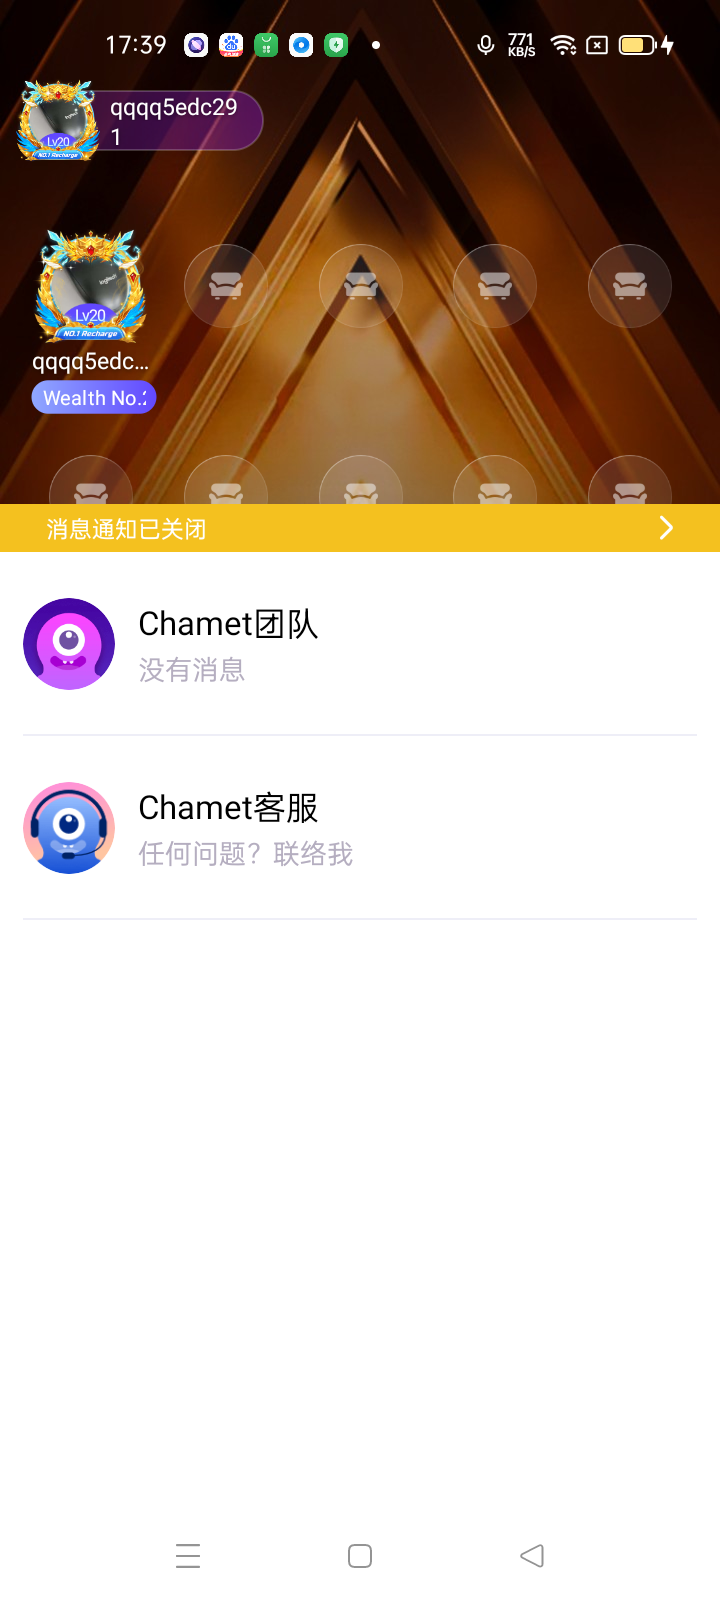 17:39
771
KB/S
qqqq5edc29
1
Lv20
NO.1 Recharge
Lv20
NO.1 Recharge
qqqq5edc...
Wealth No.
消息通知已关闭
Chamet团队
没有消息
Chamet客服
任何问题？联络我